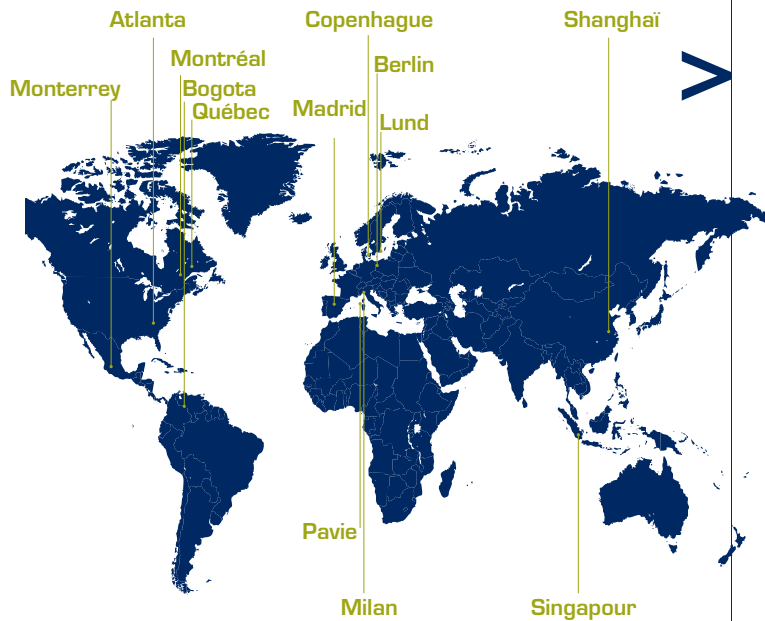 Atlanta
Copenhague
Shanghaï
Montréal
Berlin
Monterrey
Bogota
Madrid
Québec
Lund
>
Pavie
Milan
Singapour